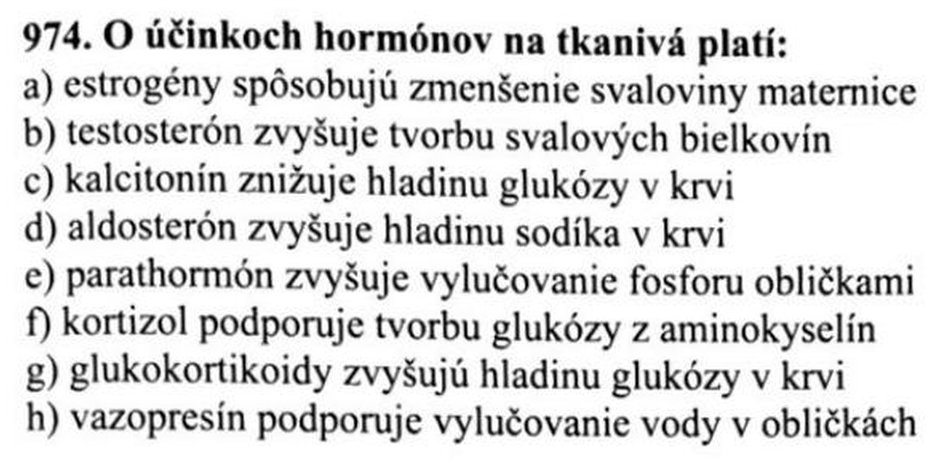 974. O účinkoch hormónov na tkanivá platí:
a) estrogény spôsobujú zmenšenie svaloviny maternice
b) testosterón zvyšuje tvorbu svalových bielkovín
c) kalcitonín znižuje hladinu glukózy v krvi
d) aldosterón zvyšuje hladinu sodíka v krvi
e) parathormón zvyšuje vylučovanie fosforu obličkami
f) kortizol podporuje tvorbu glukózy z aminokyselín
g) glukokortikoidy zvyšujú hladinu glukózy v krvi
h) vazopresín podporuje vylučovanie vody v obličkách